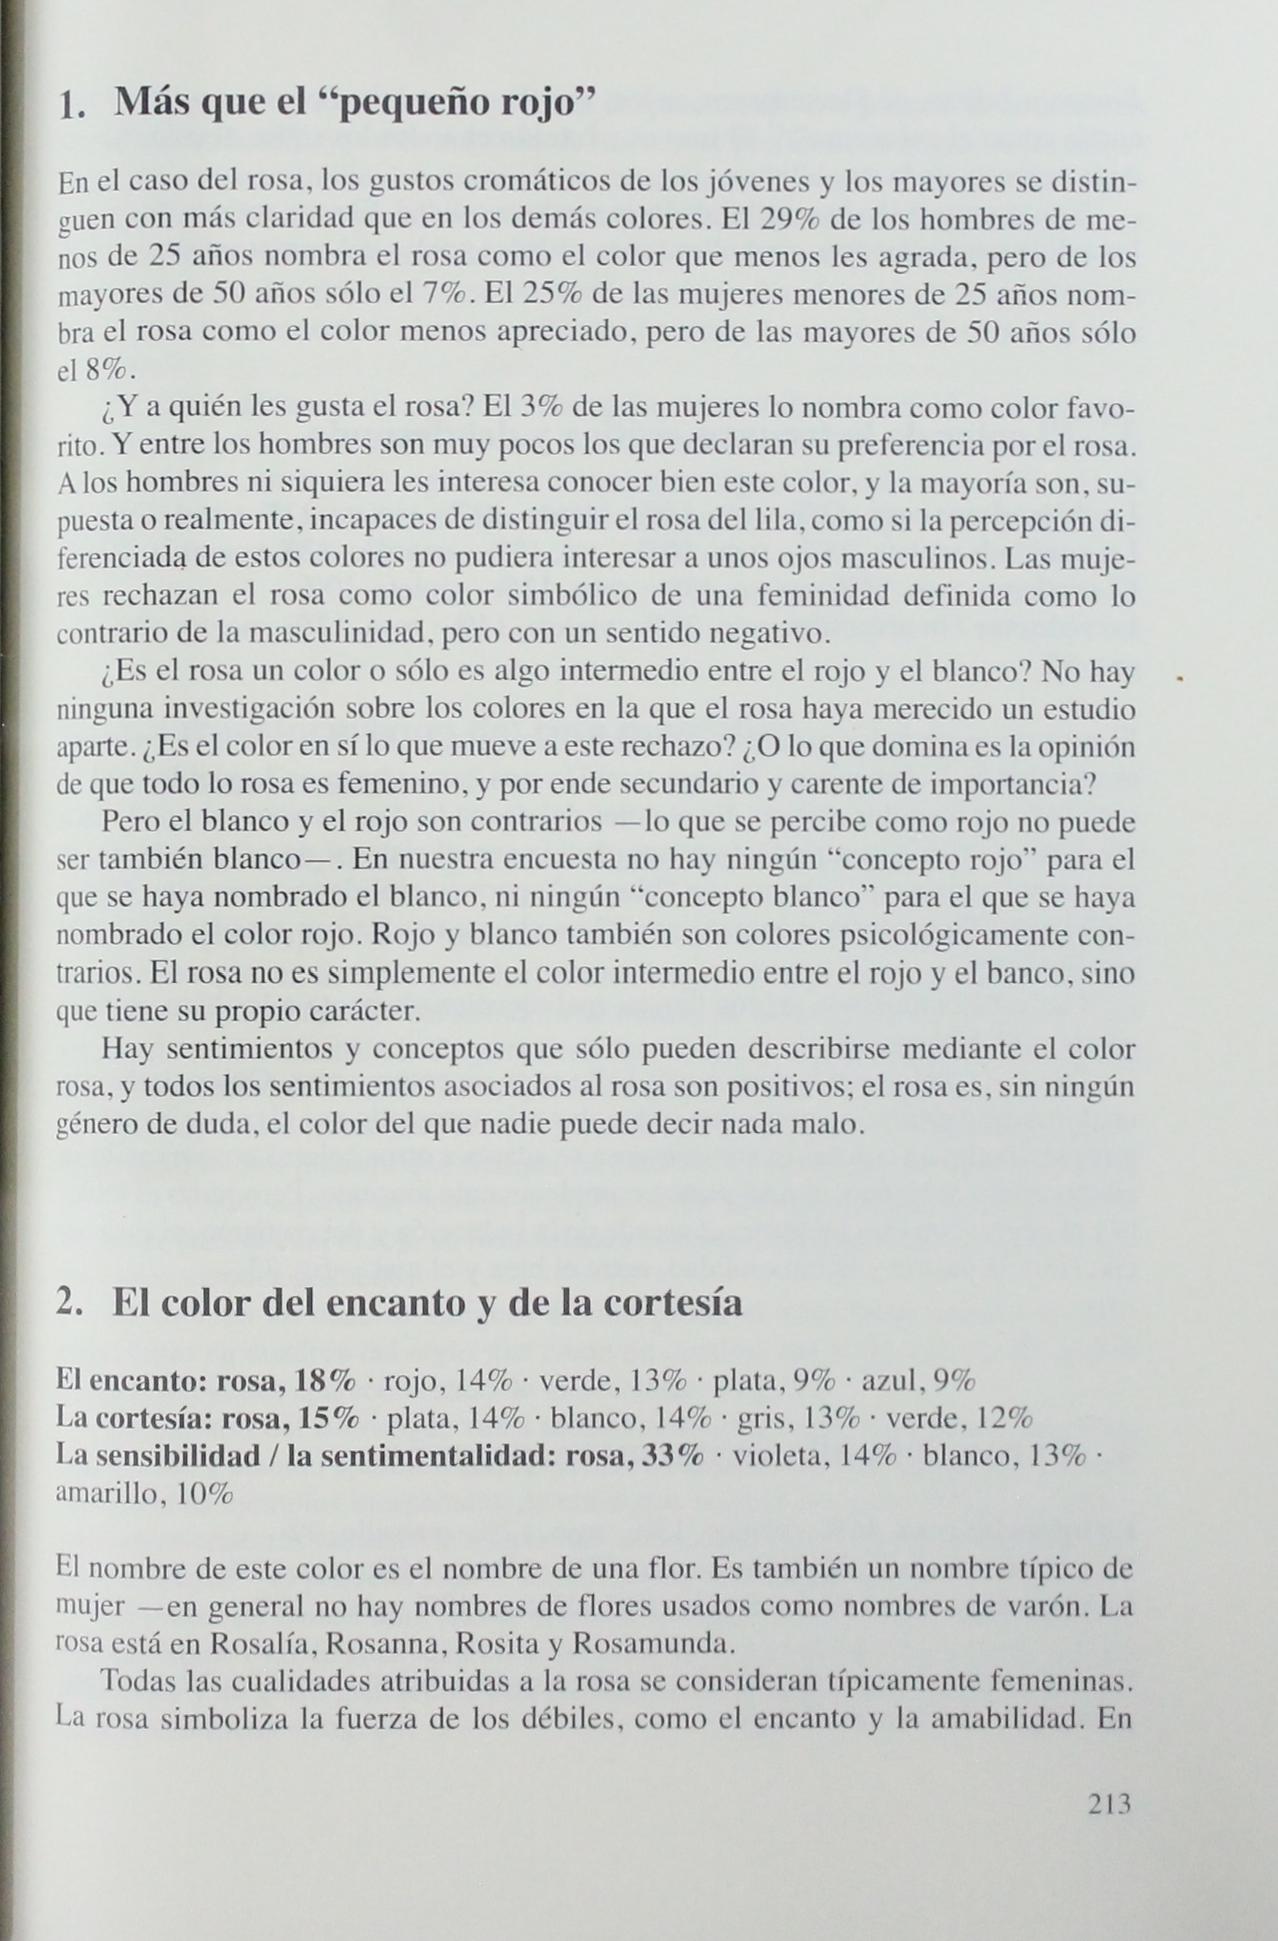 1. Más que el “pequeño rojo”
En el caso del rosa, los gustos cromáticos de los jóvenes y los mayores se distin-
guen con más claridad que en los demás colores. El 29% de los hombres de me-
nos de 25 años nombra el rosa como el color que menos les agrada, pero de los
mayores de 50 años sólo el 7%. El 25% de las mujeres menores de 25 años nom-
bra el rosa como el color menos apreciado, pero de las mayores de 50 años sólo
el 8%.
¿Y a quién les gusta el rosa? El 3% de las mujeres lo nombra como color favo-
rito. Y entre los hombres son muy pocos los que declaran su preferencia por el rosa.
A los hombres ni siquiera les interesa conocer bien este color, y la mayoría son, su-
puesta o realmente, incapaces de distinguir el rosa del lila, como si la percepción di-
ferenciada de estos colores no pudiera interesar a unos ojos masculinos. Las muje-
res rechazan el rosa como color simbólico de una feminidad definida como lo
contrario de la masculinidad, pero con un sentido negativo.
¿Es el rosa un color o sólo es algo intermedio entre el rojo y el blanco? No hay
ninguna investigación sobre los colores en la que el rosa haya merecido un estudio
aparte. ¿Es el color en sí lo que mueve a este rechazo? ¿O lo que domina es la opinión
de que todo lo rosa es femenino, y por ende secundario y carente de importancia?
Pero el blanco y el rojo son contrarios —lo que se percibe como rojo no puede
ser también blanco—. En nuestra encuesta no hay ningún “concepto rojo” para el
que se haya nombrado el blanco, ni ningún “concepto blanco” para el que se haya
nombrado el color rojo. Rojo y blanco también son colores psicológicamente con-
trarios. El rosa no es simplemente el color intermedio entre el rojo y el banco, sino
que tiene su propio carácter.
Hay sentimientos y conceptos que sólo pueden describirse mediante el color
rosa, y todos los sentimientos asociados al rosa son positivos; el rosa es, sin ningún
género de duda, el color del que nadie puede decir nada malo.
2. El color del encanto y de la cortesía
El encanto: rosa, 18% · rojo, 14% · verde, 13% · plata, 9% · azul, 9%
La cortesía: rosa, 15% · plata, 14% · blanco, 14% · gris, 13% · verde, 12%
La sensibilidad / la sentimentalidad: rosa, 33% · violeta, 14% · blanco, 13% ·
amarillo, 10%
El nombre de este color es el nombre de una flor. Es también un nombre típico de
mujer —en general no hay nombres de flores usados como nombres de varón. La
rosa está en Rosalía, Rosanna, Rosita y Rosamunda.
Todas las cualidades atribuidas a la rosa se consideran típicamente femeninas.
La rosa simboliza la fuerza de los débiles, como el encanto y la amabilidad. En
213